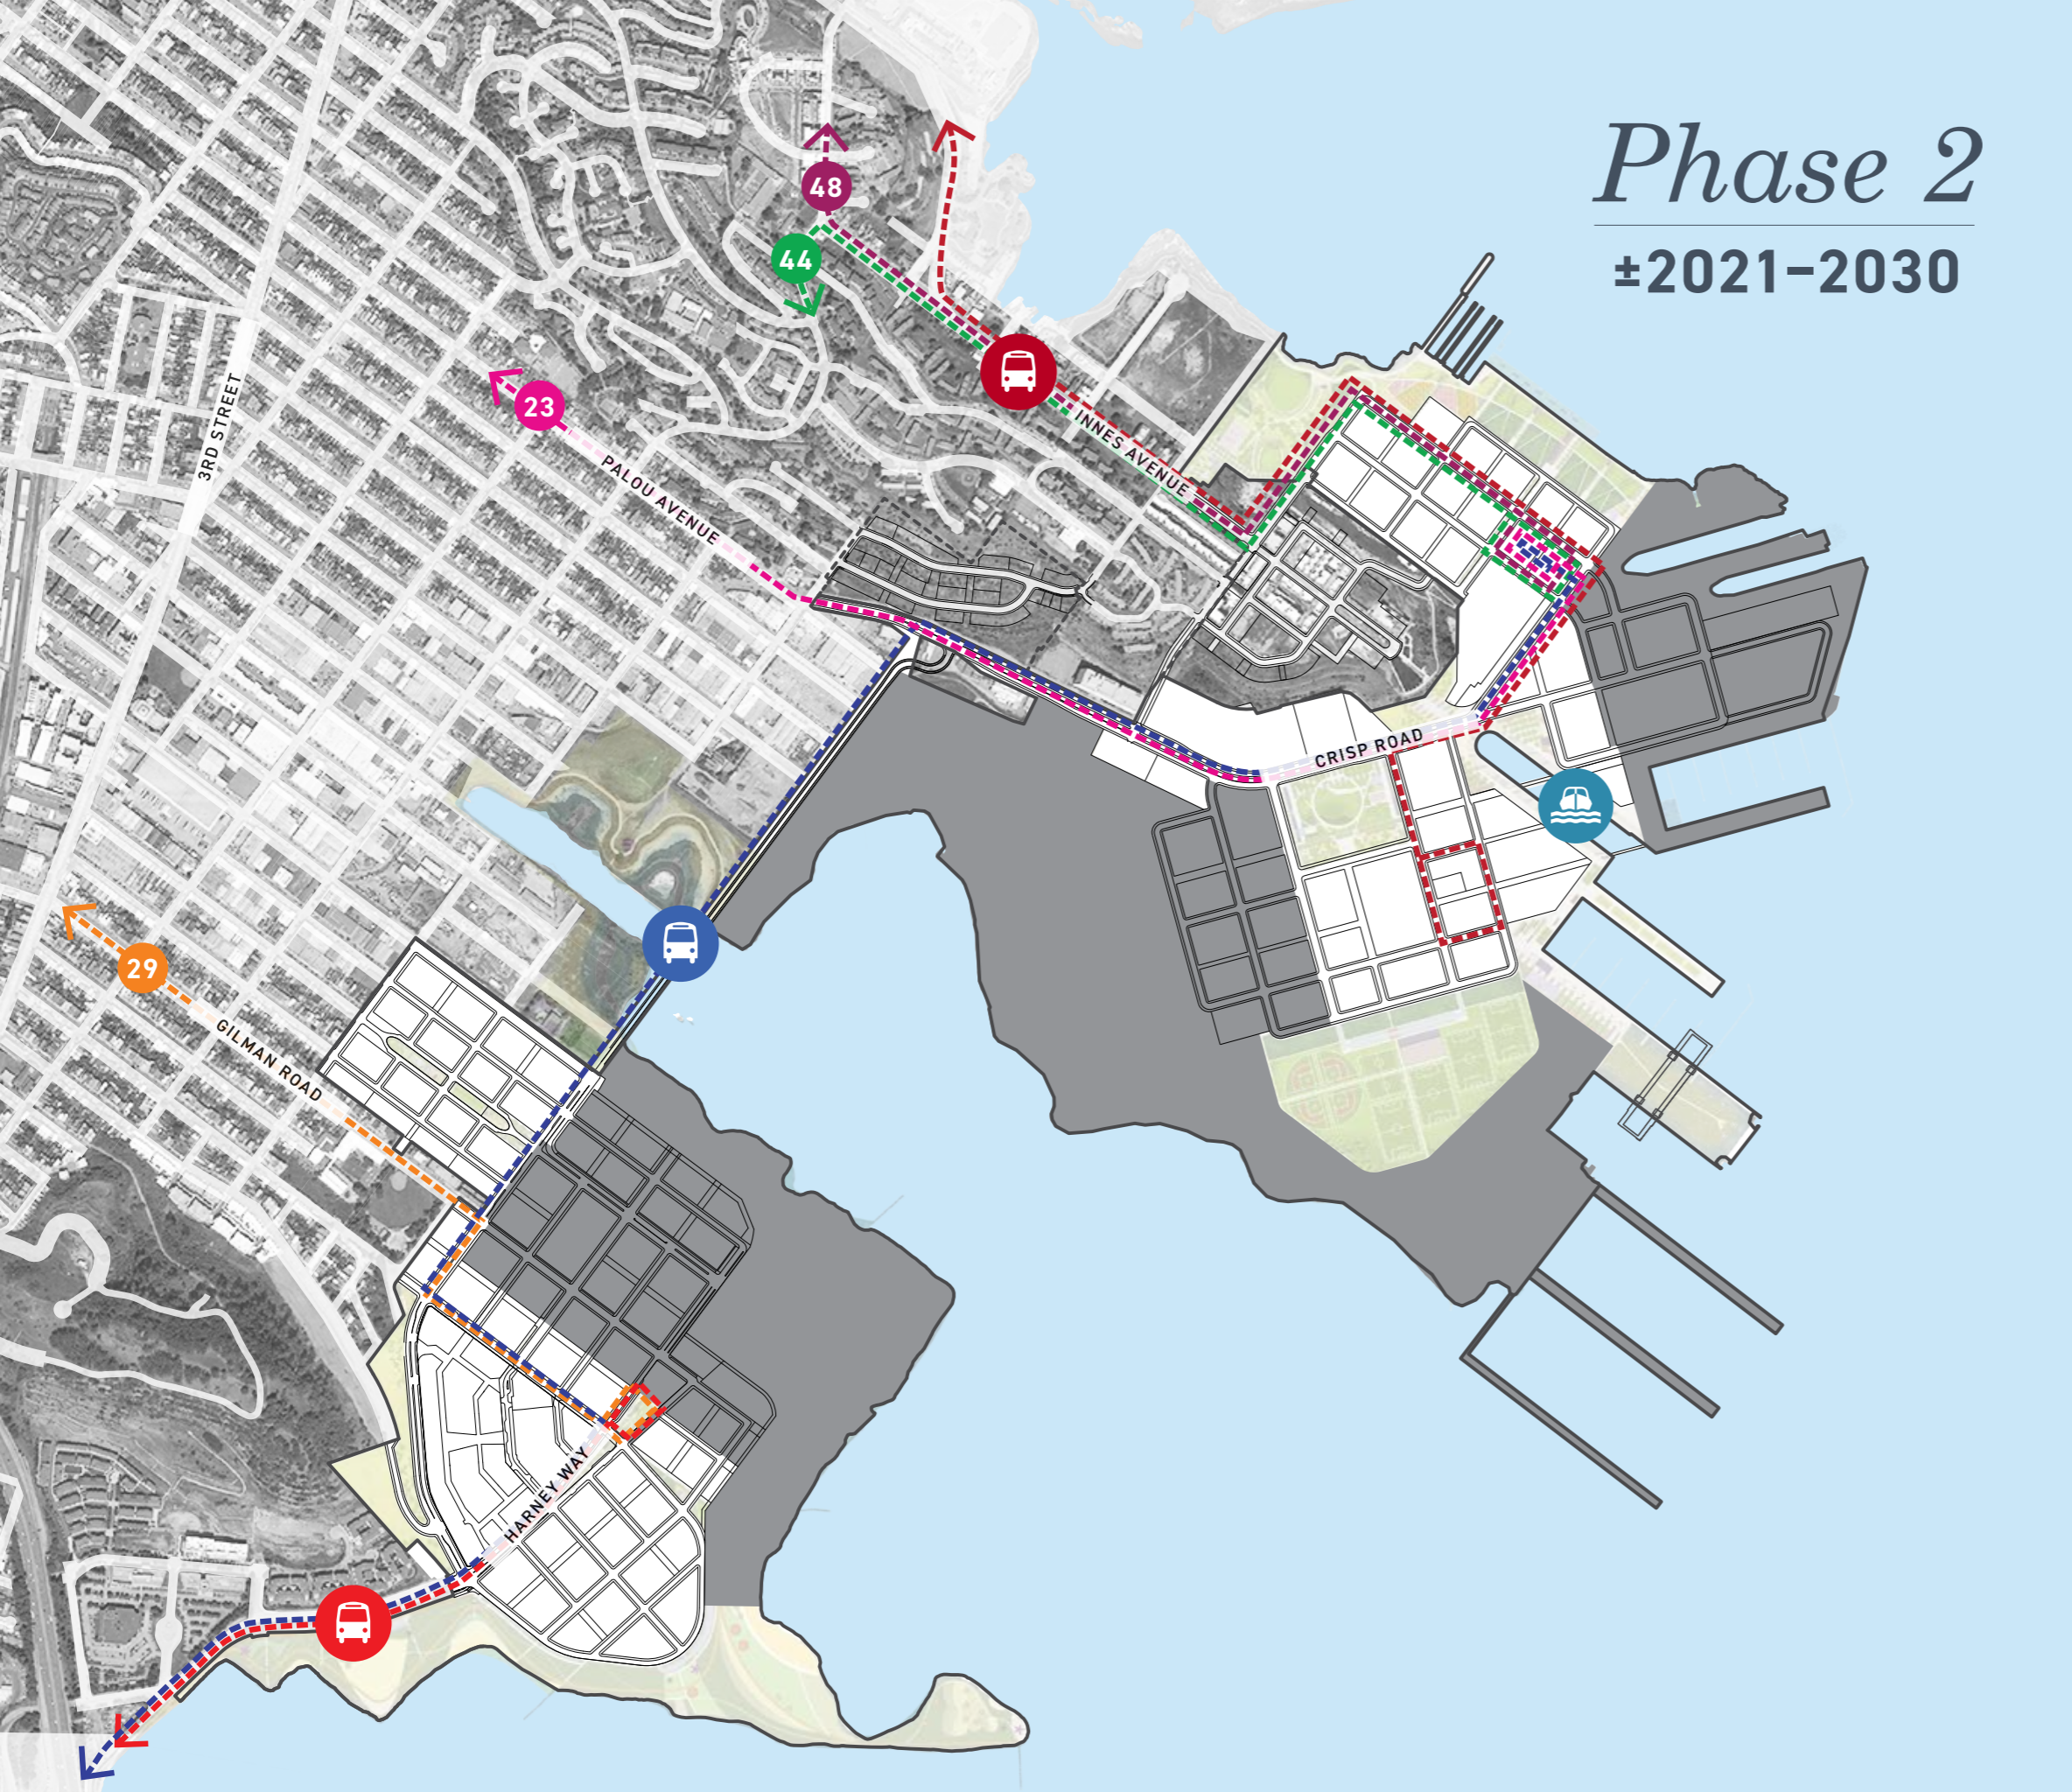 Phase 2
±2021–2030
48
44
23
3RD STREET
PALOU AVENUE
INNES AVENUE
CRISP ROAD
29
GILMAN ROAD
HARNEY WAY